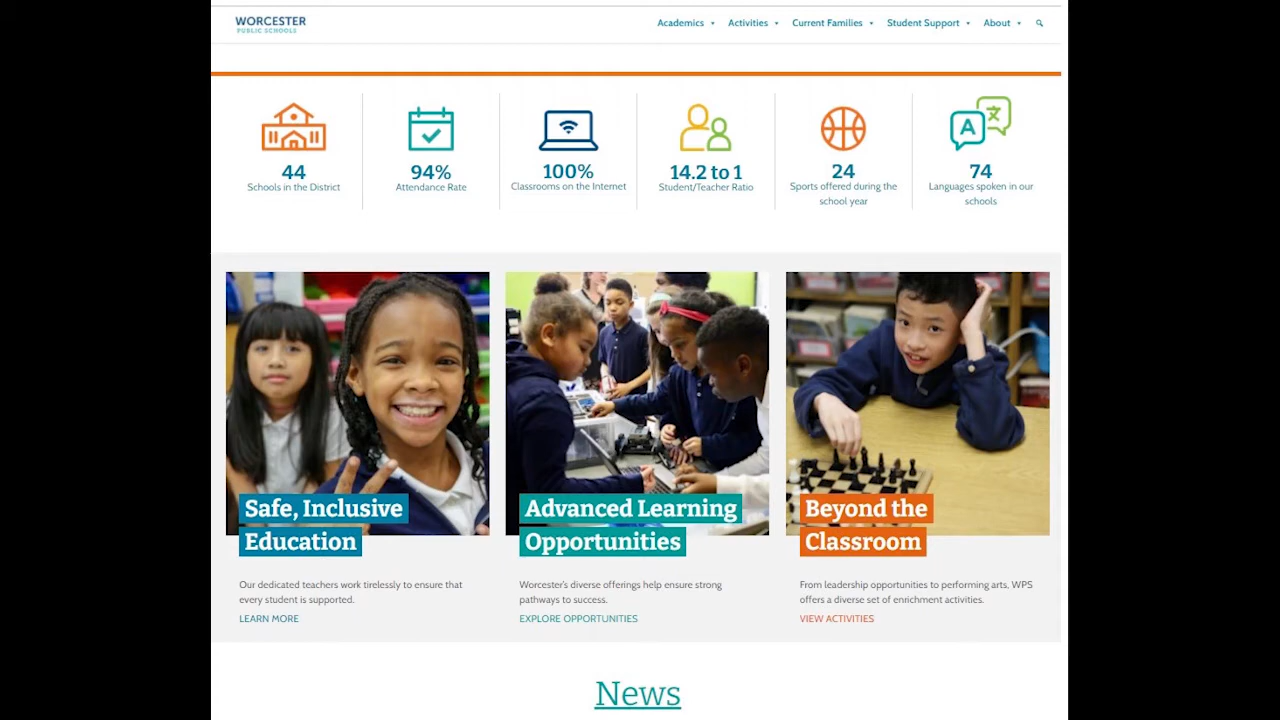 WORCESTER
PUBLIC SCHOOLS
Academics
Activities
Current Families
Student Support
About
44
Schools in the District
94%
Attendance Rate
100%
Classrooms on the Internet
14.2 to 1
Student/Teacher Ratio
24
Sports offered during the
school year
74
Languages spoken in our
schools
A
Safe, Inclusive
Education
Our dedicated teachers work tirelessly to ensure that
every student is supported.
LEARN MORE
Advanced Learning
Opportunities
Worcester's diverse offerings help ensure strong
pathways to success.
EXPLORE OPPORTUNITIES
Beyond the
Classroom
From leadership opportunities to performing arts, WPS
offers a diverse set of enrichment activities.
VIEW ACTIVITIES
News